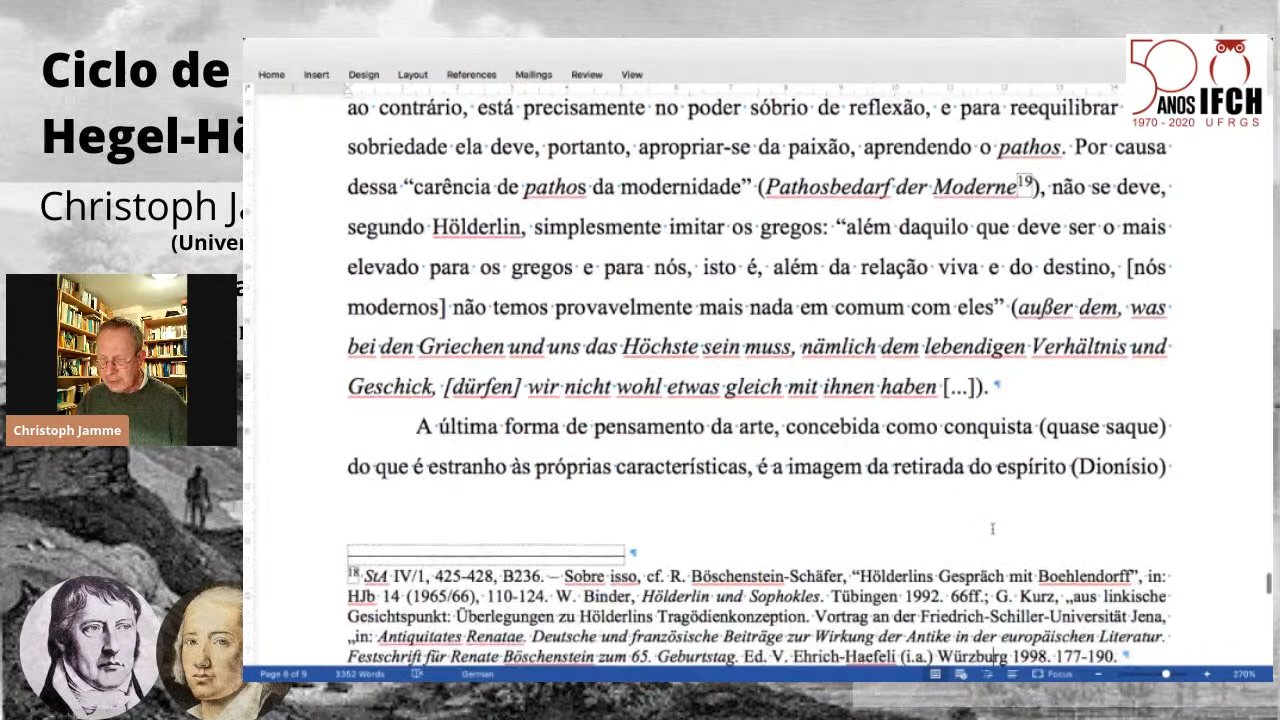 Ciclo de
Hegel-Hö
Christoph Ja
(Univer
Christoph Jamme
Home Insert Design Layout References Mailings Review View
50 ANOS IFCH
1970 - 2020 UFRGS
ao contrário, está precisamente no poder sóbrio de reflexão, e para reequilibrar
sobriedade ela deve, portanto, apropriar-se da paixão, aprendendo o pathos. Por causa
dessa “carência de pathos da modernidade” (Pathosbedarf der Moderne19), não se deve,
segundo Hölderlin, simplesmente imitar os gregos: “além daquilo que deve ser o mais
elevado para os gregos e para nós, isto é, além da relação viva e do destino, [nós
modernos] não temos provavelmente mais nada em comum com eles” (außer dem, was
bei den Griechen und uns das Höchste sein muss, nämlich dem lebendigen Verhältnis und
Geschick, [dürfen] wir nicht wohl etwas gleich mit ihnen haben [...]). ¶
A última forma de pensamento da arte, concebida como conquista (quase saque)
do que é estranho às próprias características, é a imagem da retirada do espírito (Dionísio)
¶
18 StA IV/1, 425-428, B236. – Sobre isso, cf. R. Böschenstein-Schäfer, “Hölderlins Gespräch mit Boehlendorff”, in:
HJb 14 (1965/66), 110-124. W. Binder, Hölderlin und Sophokles. Tübingen 1992. 66ff.; G. Kurz, „aus linkische
Gesichtspunkt: Überlegungen zu Hölderlins Tragödienkonzeption. Vortrag an der Friedrich-Schiller-Universität Jena,
„in: Antiquitates Renatae. Deutsche und französische Beiträge zur Wirkung der Antike in der europäischen Literatur.
Festschrift für Renate Böschenstein zum 65. Geburtstag. Ed. V. Ehrich-Haefeli (i.a.) Würzburg 1998. 177-190. ¶
Page 8 of 9 3352 Words German Focus 270%